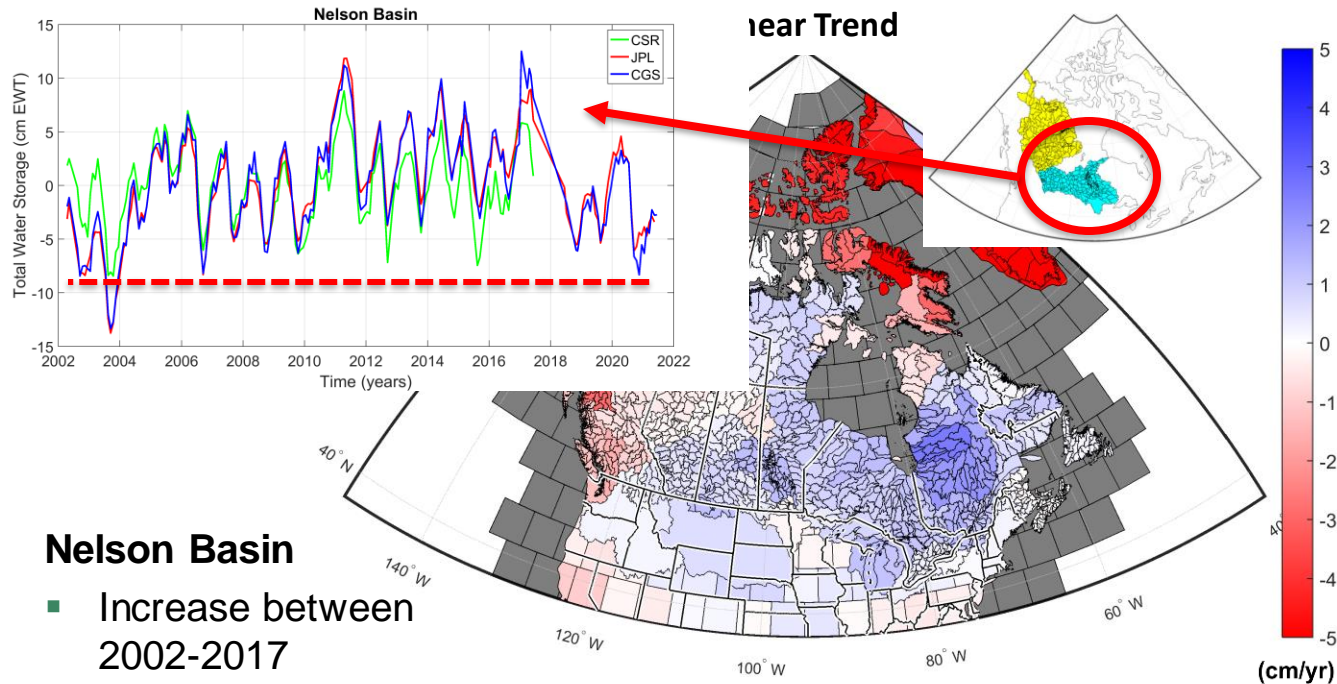 Nelson Basin
15
10
5
0
-5
-10
-15
Total Water Storage (cm EWT)
CSR
JPL
CGS
2002 2004 2006 2008 2010 2012 2014 2016 2018 2020 2022
Time (years)
near Trend
5
4
3
2
1
0
-1
-2
-3
-4
-5
(cm/yr)
40° N
140° W
120° W
100° W
80° W
60° W
40°
Nelson Basin
▪ Increase between
2002-2017